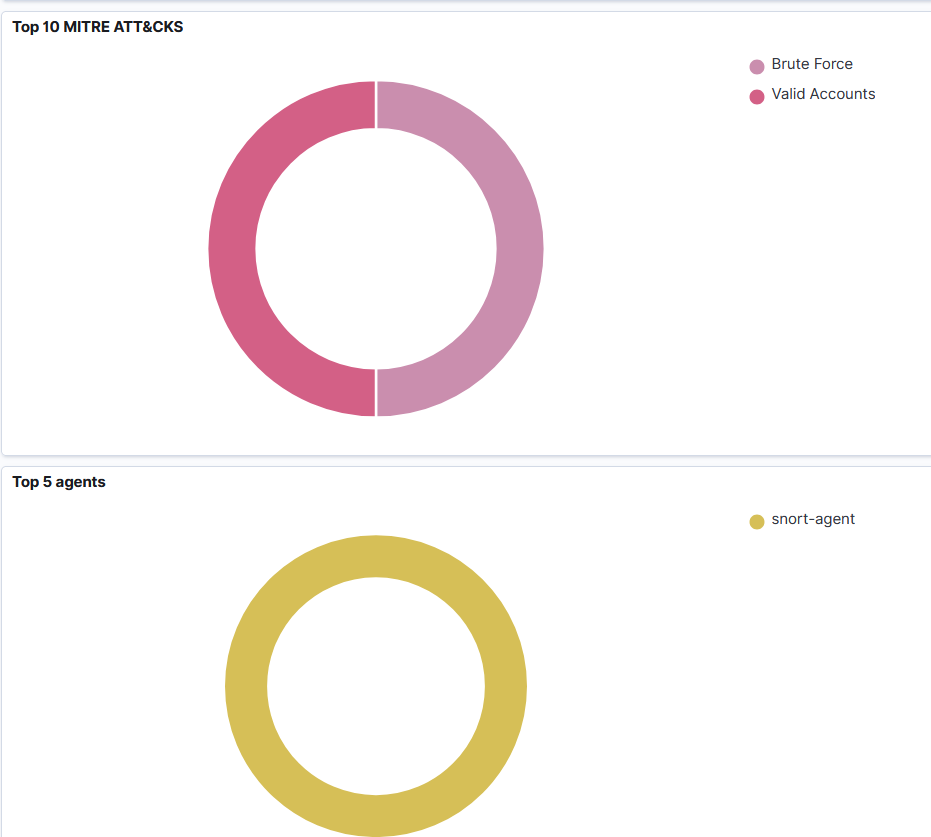 Top 10 MITRE ATT&CKS
Brute Force
Valid Accounts
Top 5 agents
snort-agent